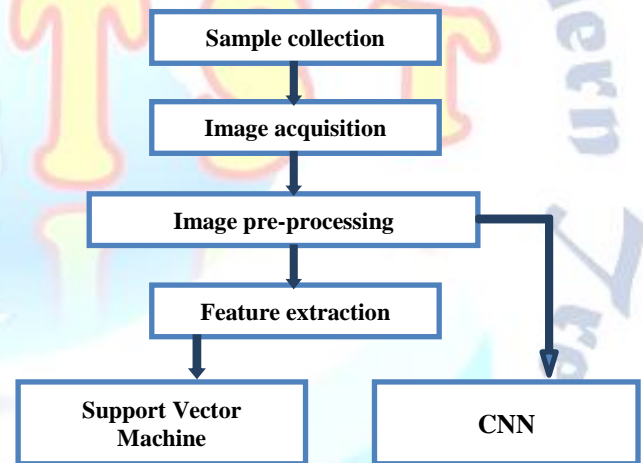 Sample collection
Image acquisition
Image pre-processing
Feature extraction
Support Vector
Machine
CNN